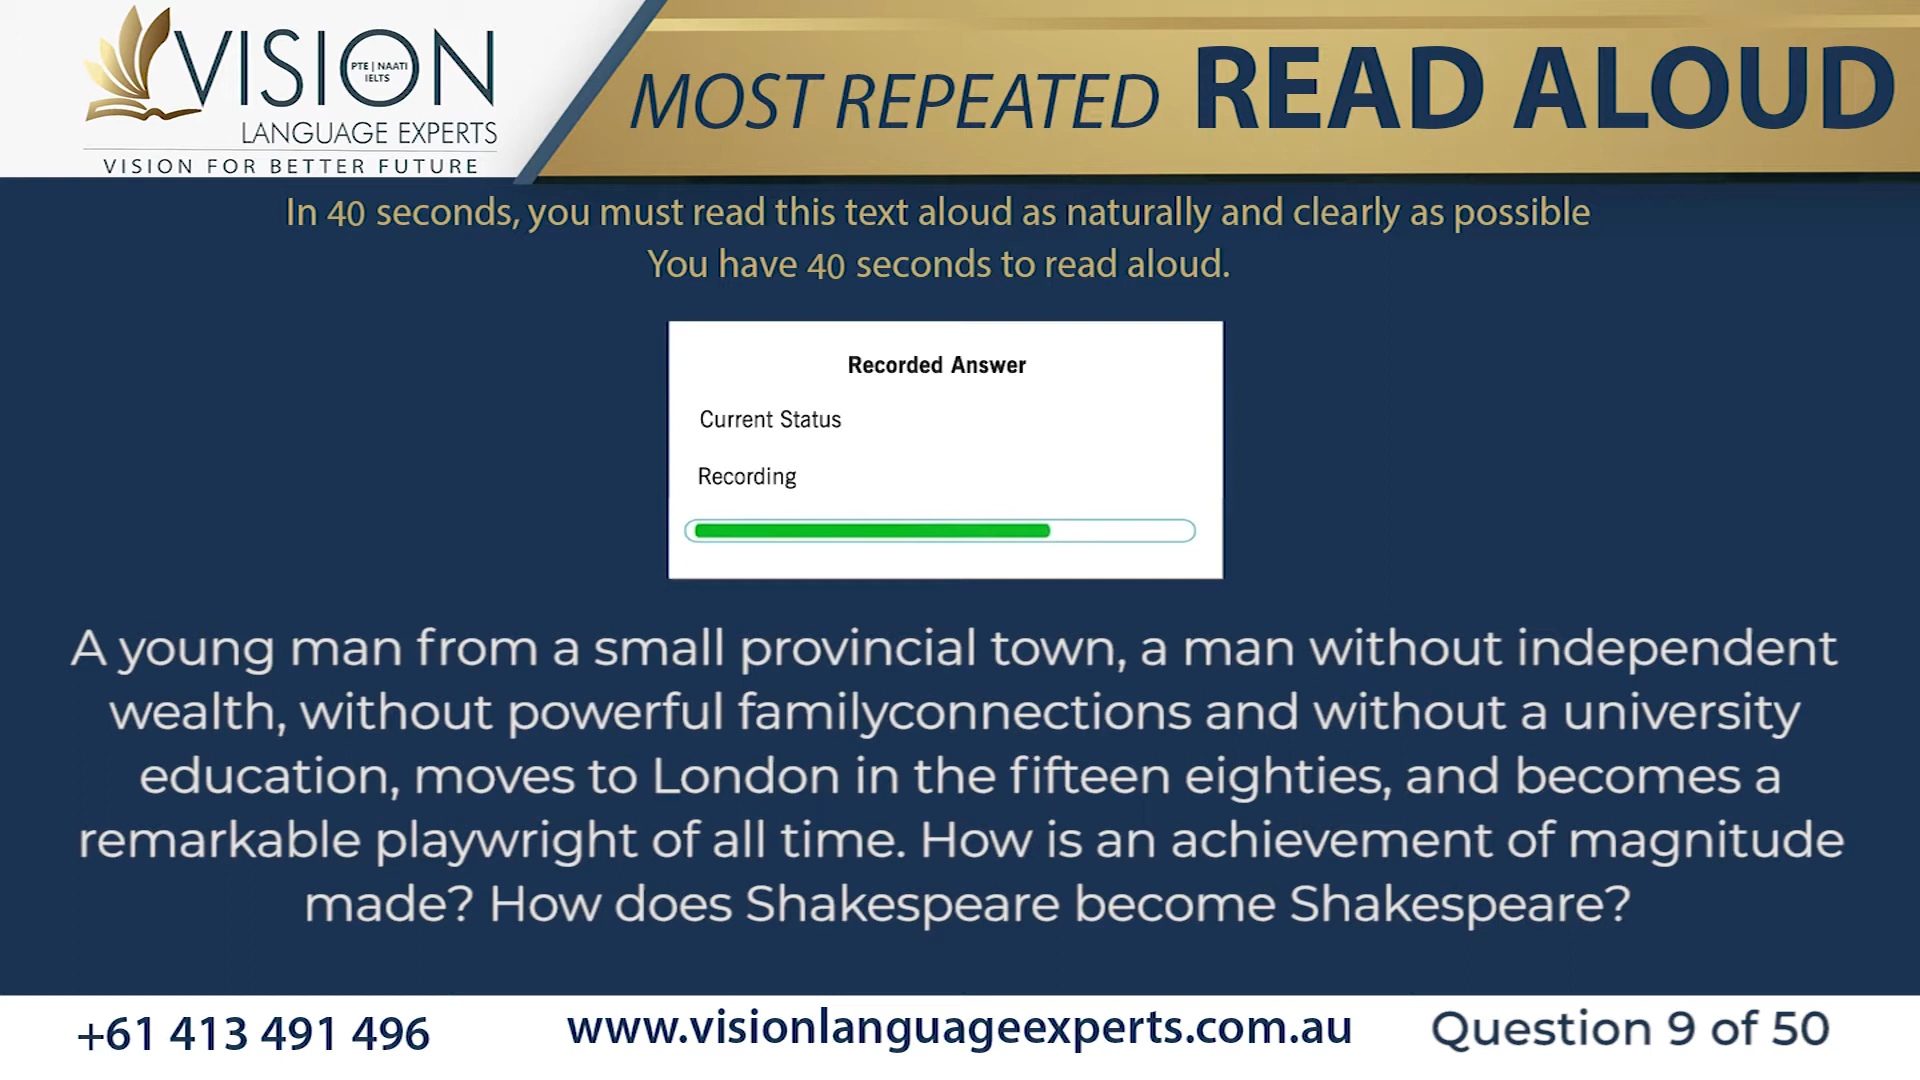 VISION
PTE | NAATI
IELTS
LANGUAGE EXPERTS
VISION FOR BETTER FUTURE
MOST REPEATED READ ALOUD
In 40 seconds, you must read this text aloud as naturally and clearly as possible
You have 40 seconds to read aloud.
Recorded Answer
Current Status
Recording
A young man from a small provincial town, a man without independent
wealth, without powerful familyconnections and without a university
education, moves to London in the fifteen eighties, and becomes a
remarkable playwright of all time. How is an achievement of magnitude
made? How does Shakespeare become Shakespeare?
+61 413 491 496
www.visionlanguageexperts.com.au
Question 9 of 50